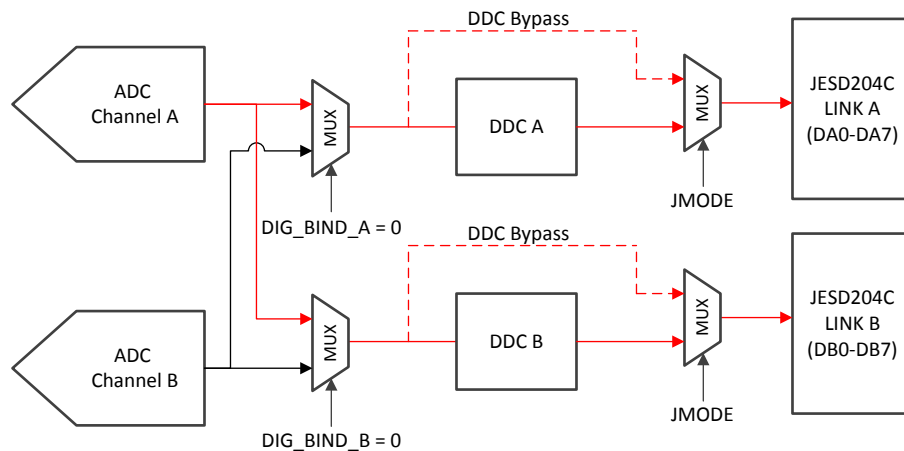 DDC Bypass
ADC
Channel A
MUX
DDC A
MUX
JESD204C
LINK A
(DA0-DA7)
DIG_BIND_A = 0
JMODE
DDC Bypass
ADC
Channel B
MUX
DDC B
MUX
JESD204C
LINK B
(DB0-DB7)
DIG_BIND_B = 0
JMODE